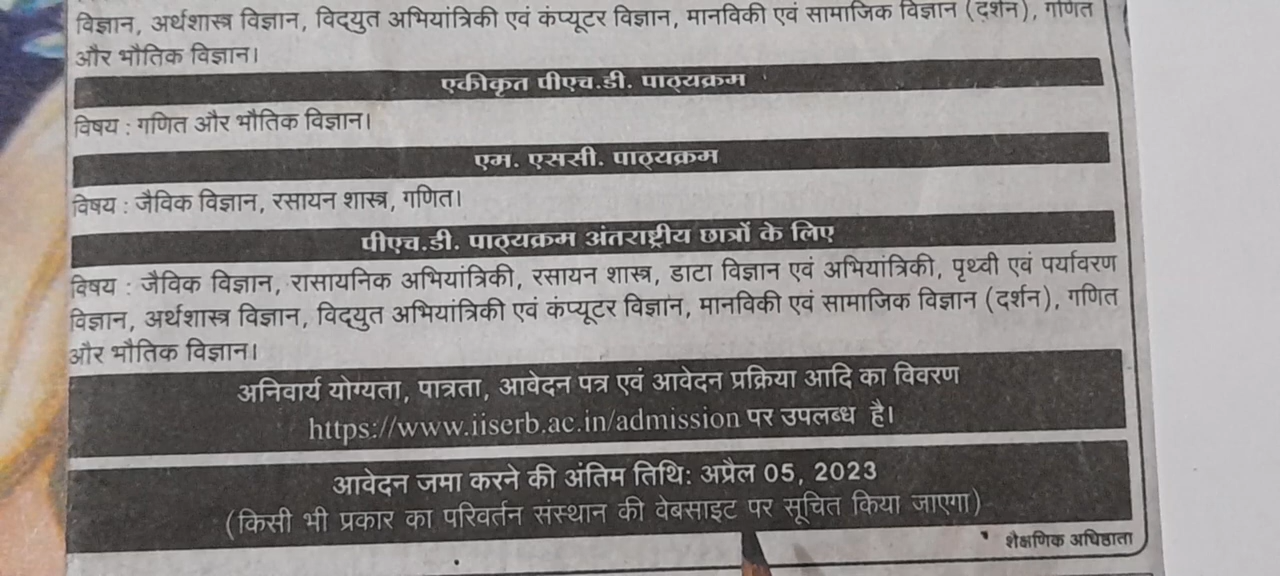 विज्ञान, अर्थशास्त्र विज्ञान, विद्युत अभियांत्रिकी एवं कंप्यूटर विज्ञान, मानविकी एवं सामाजिक विज्ञान (दर्शन), गणित
और भौतिक विज्ञान।
एकीकृत पीएच.डी. पाठ्यक्रम
विषय : गणित और भौतिक विज्ञान।
एम. एससी. पाठ्यक्रम
विषय : जैविक विज्ञान, रसायन शास्त्र, गणित।
पीएच.डी. पाठ्यक्रम अंतराष्ट्रीय छात्रों के लिए
विषय : जैविक विज्ञान, रासायनिक अभियांत्रिकी, रसायन शास्त्र, डाटा विज्ञान एवं अभियांत्रिकी, पृथ्वी एवं पर्यावरण
विज्ञान, अर्थशास्त्र विज्ञान, विद्युत अभियांत्रिकी एवं कंप्यूटर विज्ञान, मानविकी एवं सामाजिक विज्ञान (दर्शन), गणित
और भौतिक विज्ञान।
अनिवार्य योग्यता, पात्रता, आवेदन पत्र एवं आवेदन प्रक्रिया आदि का विवरण
https://www.iiserb.ac.in/admission पर उपलब्ध है।
आवेदन जमा करने की अंतिम तिथि: अप्रैल 05, 2023
(किसी भी प्रकार का परिवर्तन संस्थान की वेबसाइट पर सूचित किया जाएगा)
शैक्षणिक अधिष्ठाता